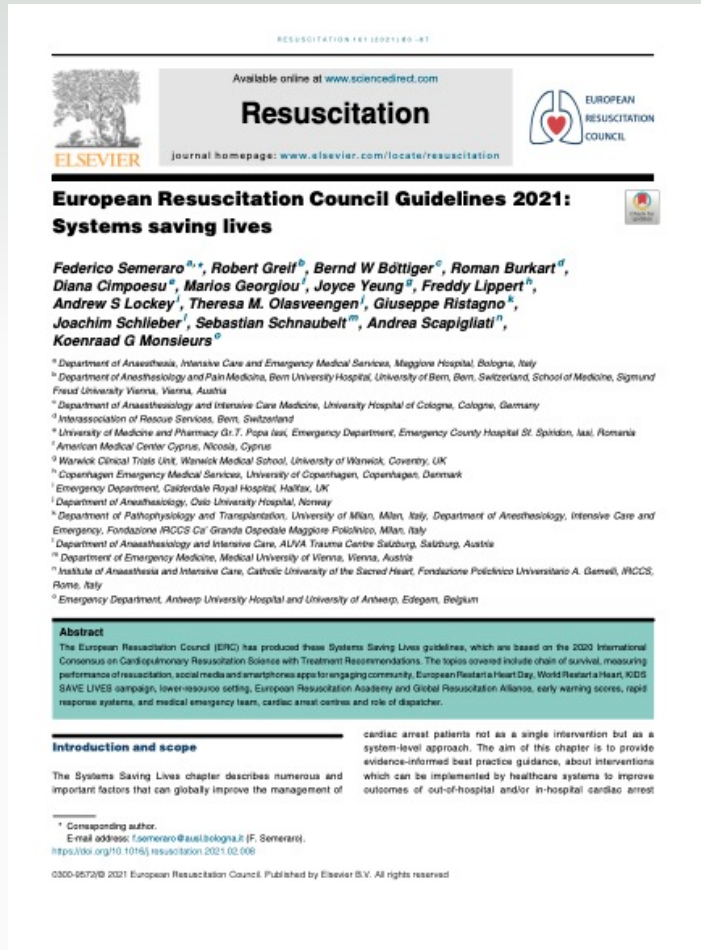 RESUSCITATION 161 (2021) 80–97
Available online at www.sciencedirect.com
Resuscitation
journal homepage: www.elsevier.com/locate/resuscitation
ELSEVIER
EUROPEAN
RESUSCITATION
COUNCIL
European Resuscitation Council Guidelines 2021:
Systems saving lives
Check for
updates
Federico Semeraro a,*, Robert Greif b, Bernd W Böttiger c, Roman Burkart d,
Diana Cimpoesu e, Marios Georgiou f, Joyce Yeung g, Freddy Lippert h,
Andrew S Lockey i, Theresa M. Olasveengen j, Giuseppe Ristagno k,
Joachim Schlieber l, Sebastian Schnaubelt m, Andrea Scapigliati n,
Koenraad G Monsieurs o
a Department of Anaesthesia, Intensive Care and Emergency Medical Services, Maggiore Hospital, Bologna, Italy
b Department of Anesthesiology and Pain Medicina, Bern University Hospital, University of Bern, Bern, Switzerland, School of Medicine, Sigmund
Freud University Vienna, Vienna, Austria
c Department of Anaesthesiology and Intensive Care Medicine, University Hospital of Cologne, Cologne, Germany
d Interassociation of Rescue Services, Bern, Switzerland
e University of Medicine and Pharmacy Gr.T. Popa Iasi, Emergency Department, Emergency County Hospital Sf. Spiridon, Iasi, Romania
f American Medical Center Cyprus, Nicosia, Cyprus
g Warwick Clinical Trials Unit, Warwick Medical School, University of Warwick, Coventry, UK
h Copenhagen Emergency Medical Services, University of Copenhagen, Copenhagen, Denmark
i Emergency Department, Calderdale Royal Hospital, Halifax, UK
j Department of Anesthesiology, Oslo University Hospital, Norway
k Department of Pathophysiology and Transplantation, University of Milan, Milan, Italy, Department of Anesthesiology, Intensive Care and
Emergency, Fondazione IRCCS Ca' Granda Ospedale Maggiore Policlinico, Milan, Italy
l Department of Anaesthesiology and Intensive Care, AUVA Trauma Centre Salzburg, Salzburg, Austria
m Department of Emergency Medicine, Medical University of Vienna, Vienna, Austria
n Institute of Anaesthesia and Intensive Care, Catholic University of the Sacred Heart, Fondazione Policlinico Universitario A. Gemelli, IRCCS,
Rome, Italy
o Emergency Department, Antwerp University Hospital and University of Antwerp, Edegem, Belgium
Abstract
The European Resuscitation Council (ERC) has produced these Systems Saving Lives guidelines, which are based on the 2020 International
Consensus on Cardiopulmonary Resuscitation Science with Treatment Recommendations. The topics covered include chain of survival, measuring
performance of resuscitation, social media and smartphones apps for engaging community, European Restart a Heart Day, World Restart a Heart, KIDS
SAVE LIVES campaign, lower-resource setting, European Resuscitation Academy and Global Resuscitation Alliance, early warning scores, rapid
response systems, and medical emergency team, cardiac arrest centres and role of dispatcher.
Introduction and scope
The Systems Saving Lives chapter describes numerous and
important factors that can globally improve the management of
cardiac arrest patients not as a single intervention but as a
system-level approach. The aim of this chapter is to provide
evidence-informed best practice guidance, about interventions
which can be implemented by healthcare systems to improve
outcomes of out-of-hospital and/or in-hospital cardiac arrest
* Corresponding author.
E-mail address: f.semeraro@ausl.bologna.it (F. Semeraro).
https://doi.org/10.1016/j.resuscitation.2021.02.008
0300-9572/© 2021 European Resuscitation Council. Published by Elsevier B.V. All rights reserved